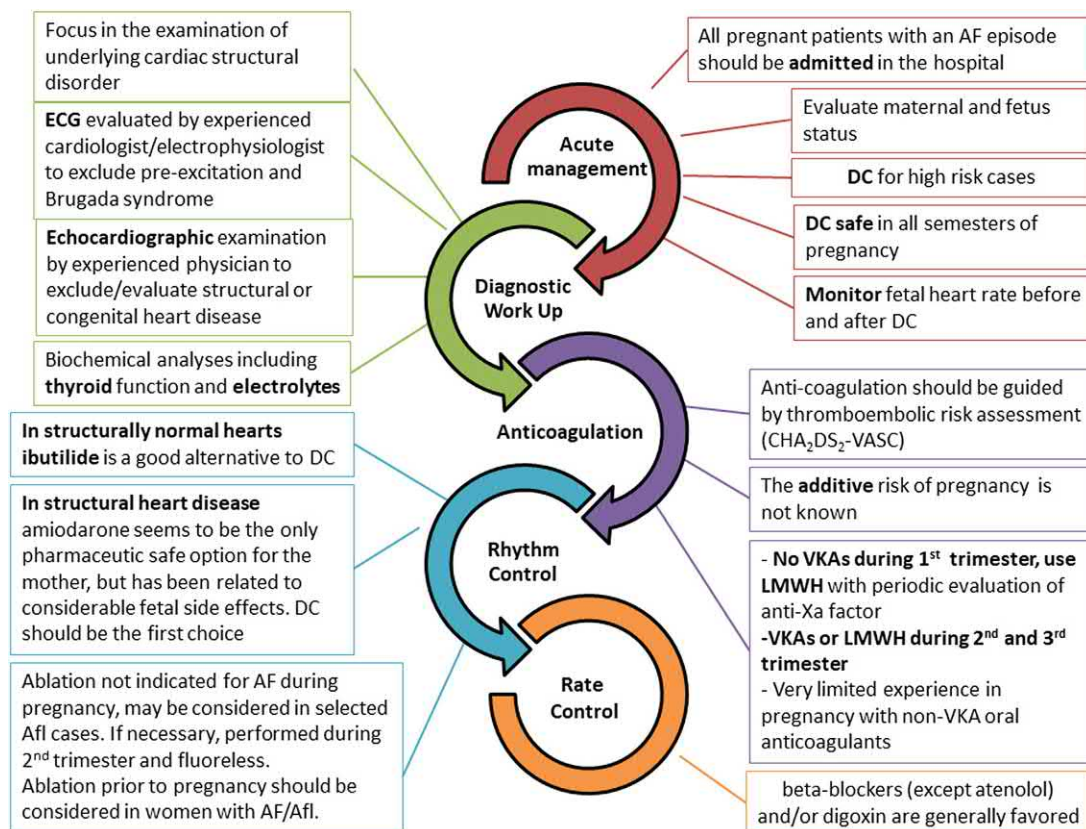 Focus in the examination of
underlying cardiac structural
disorder
ECG evaluated by experienced
cardiologist/electrophysiologist
to exclude pre-excitation and
Brugada syndrome
Echocardiographic examination
by experienced physician to
exclude/evaluate structural or
congenital heart disease
Biochemical analyses including
thyroid function and electrolytes
In structurally normal hearts
ibutilide is a good alternative to DC
In structural heart disease
amiodarone seems to be the only
pharmaceutic safe option for the
mother, but has been related to
considerable fetal side effects. DC
should be the first choice
Ablation not indicated for AF during
pregnancy, may be considered in selected
Afl cases. If necessary, performed during
2nd trimester and fluoreless.
Ablation prior to pregnancy should be
considered in women with AF/Afl.
Acute
management
Diagnostic
Work Up
Anticoagulation
Rhythm
Control
Rate
Control
All pregnant patients with an AF episode
should be admitted in the hospital
Evaluate maternal and fetus
status
DC for high risk cases
DC safe in all semesters of
pregnancy
Monitor fetal heart rate before
and after DC
Anti-coagulation should be guided
by thromboembolic risk assessment
(CHA2DS2-VASC)
The additive risk of pregnancy is
not known
- No VKAs during 1st trimester, use
LMWH with periodic evaluation of
anti-Xa factor
-VKAs or LMWH during 2nd and 3rd
trimester
- Very limited experience in
pregnancy with non-VKA oral
anticoagulants
beta-blockers (except atenolol)
and/or digoxin are generally favored